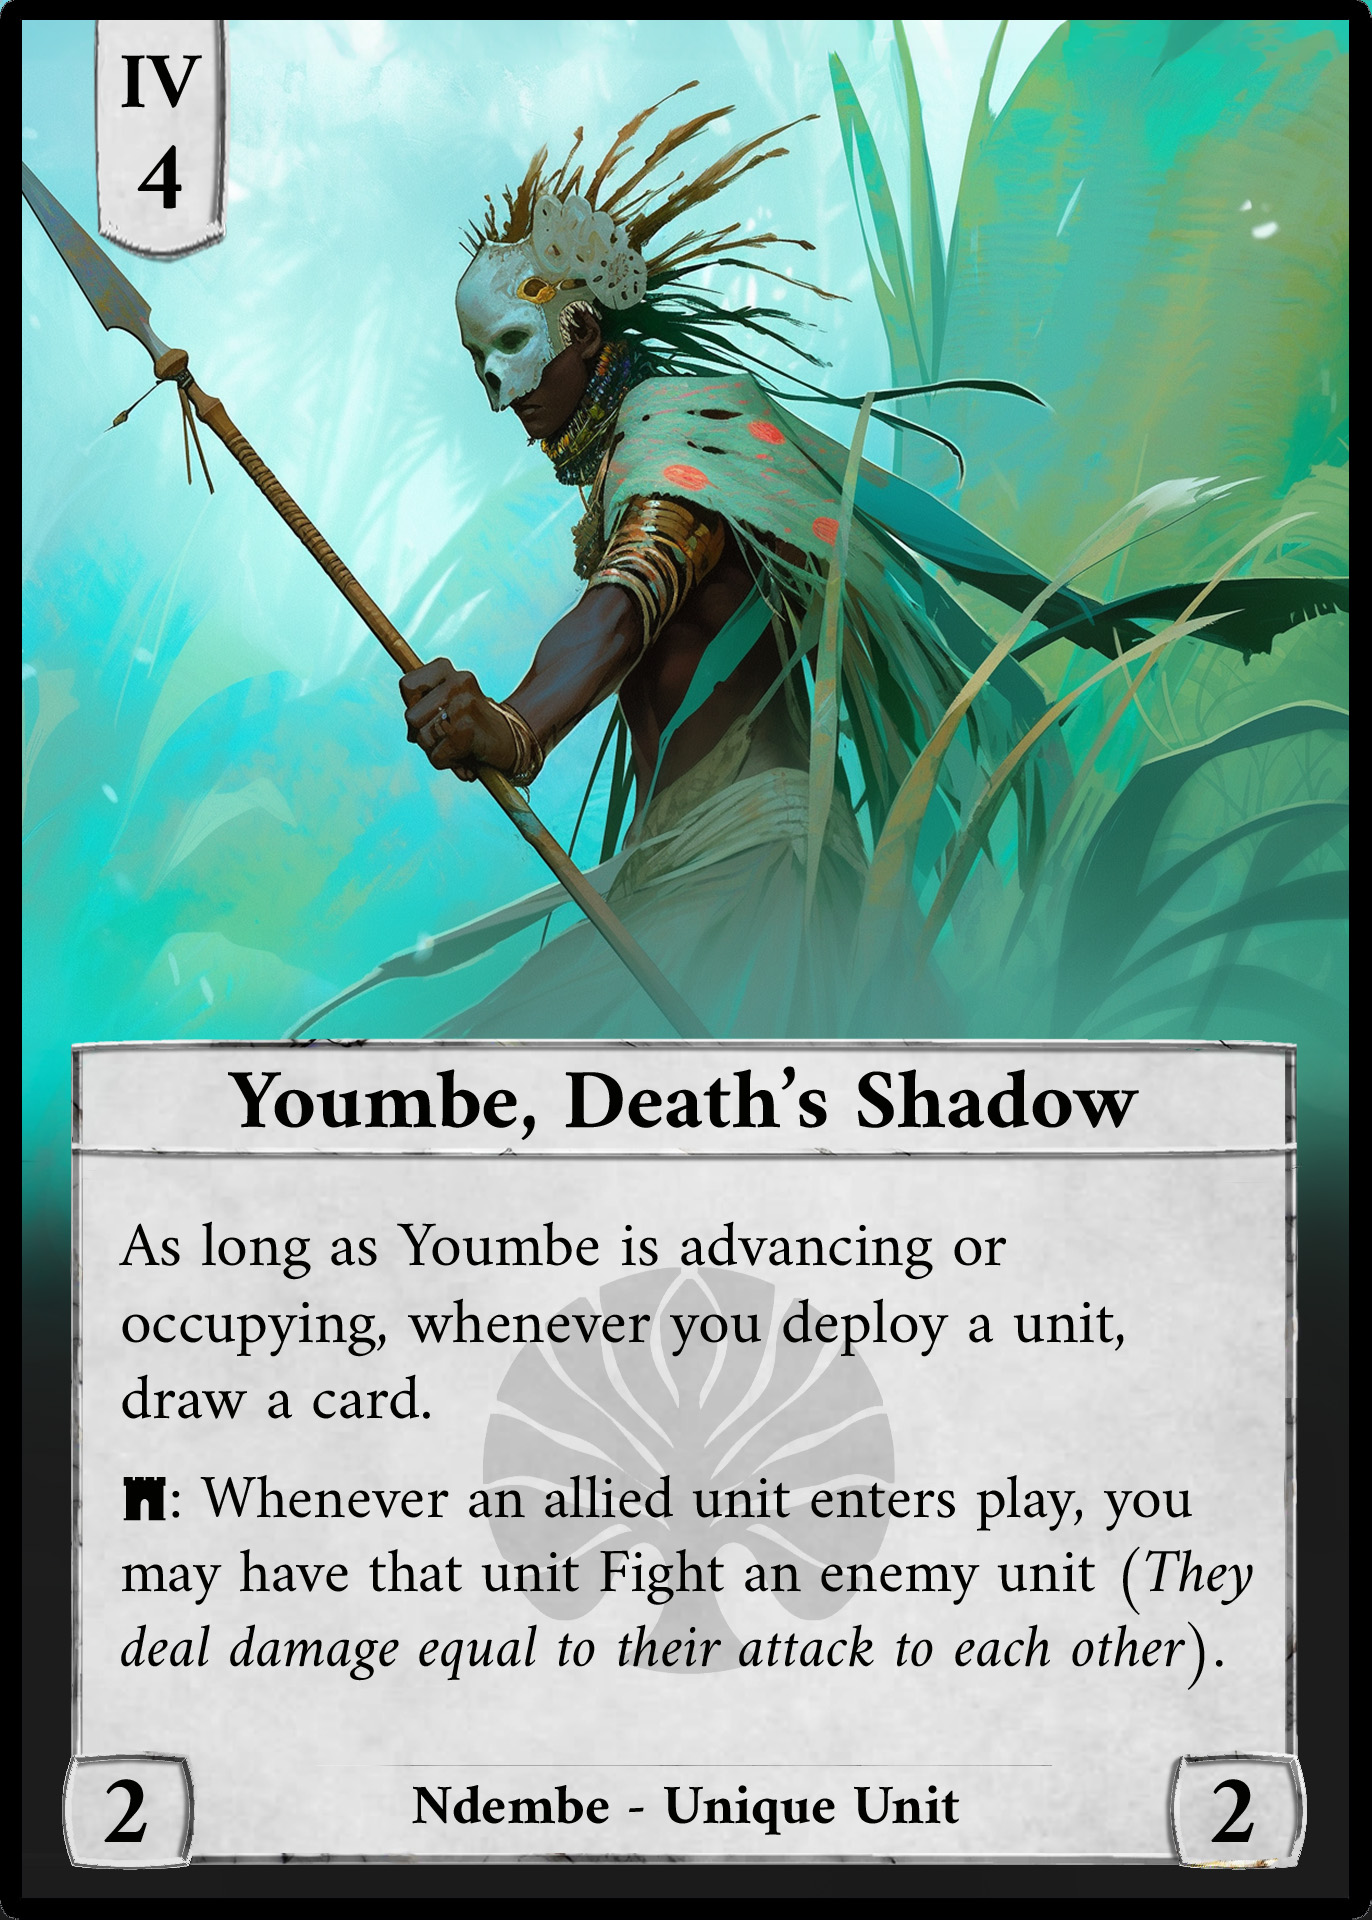 IV
4
Youmbe, Death's Shadow
As long as Youmbe is advancing or
occupying, whenever you deploy a unit,
draw a card.
: Whenever an allied unit enters play, you
may have that unit Fight an enemy unit (They
deal damage equal to their attack to each other).
2
Ndembe - Unique Unit
2